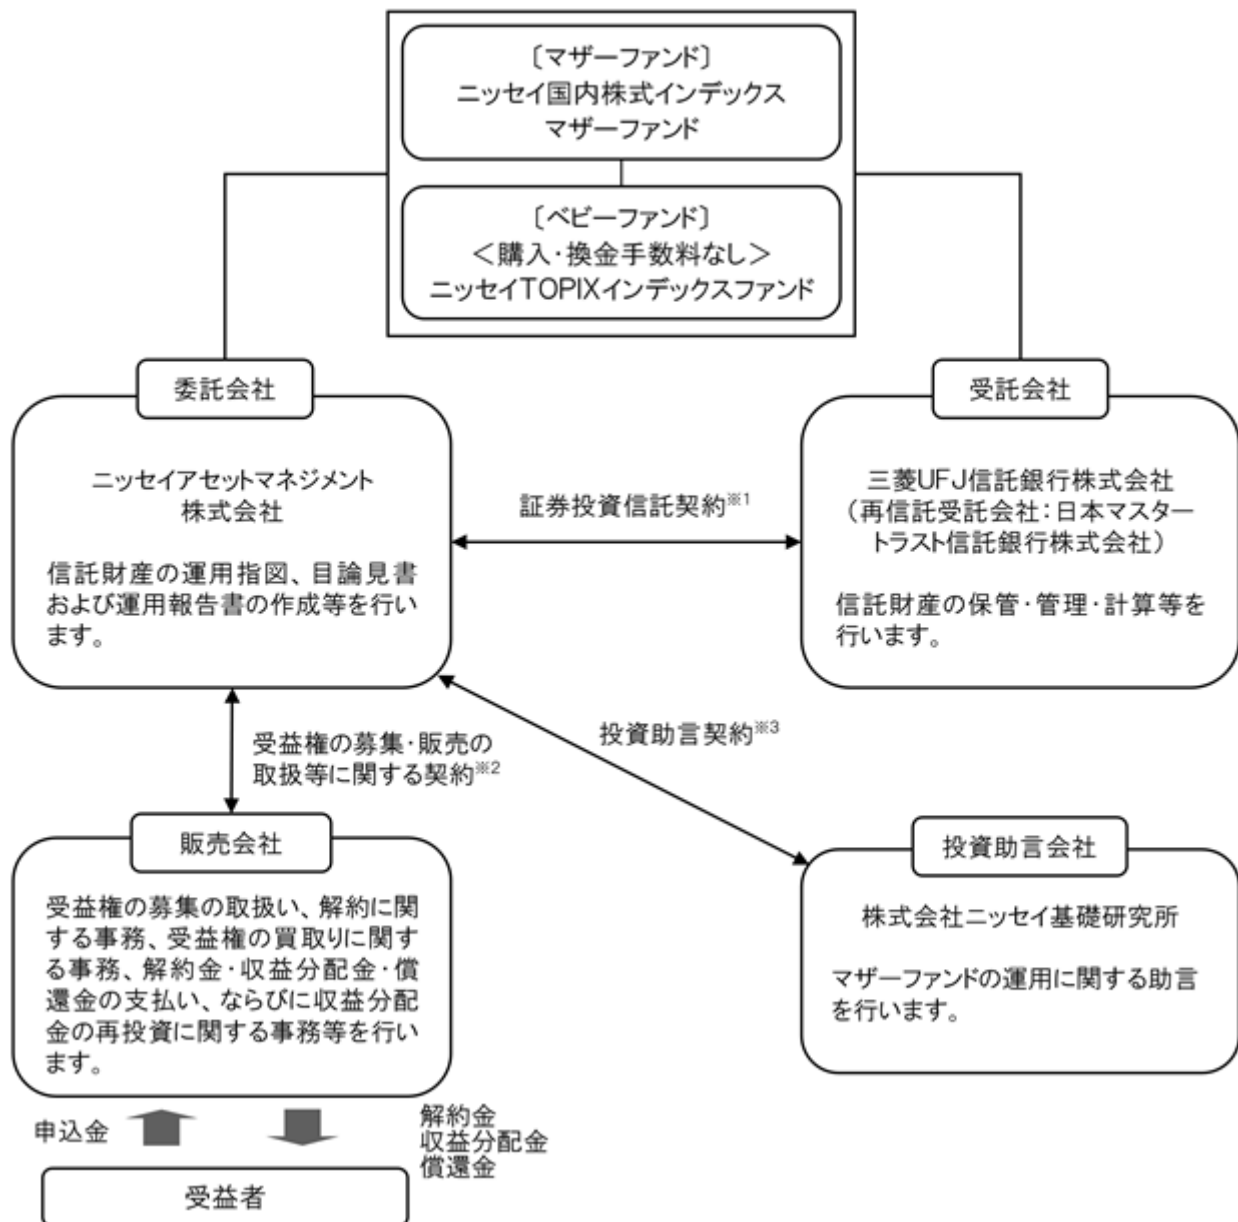 〔マザーファンド〕
ニッセイ国内株式インデックス
マザーファンド
〔ベビーファンド〕
＜購入・換金手数料なし＞
ニッセイTOPIXインデックスファンド
委託会社
ニッセイアセットマネジメント
株式会社
信託財産の運用指図、目論見書
および運用報告書の作成等を行い
ます。
証券投資信託契約※1
受託会社
三菱UFJ信託銀行株式会社
（再信託受託会社：日本マスター
トラスト信託銀行株式会社）
信託財産の保管・管理・計算等を
行います。
受益権の募集・販売の
取扱等に関する契約※2
投資助言契約※3
販売会社
受益権の募集の取扱い、解約に関
する事務、受益権の買取りに関す
る事務、解約金・収益分配金・償
還金の支払い、ならびに収益分配
金の再投資に関する事務等を行い
ます。
投資助言会社
株式会社ニッセイ基礎研究所
マザーファンドの運用に関する助言
を行います。
申込金
解約金
収益分配金
償還金
受益者